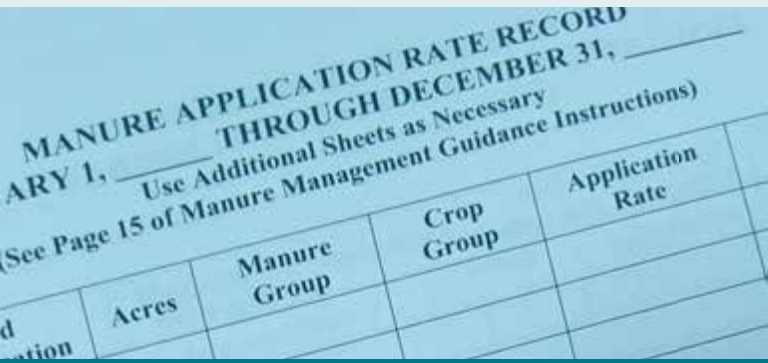 MANURE APPLICATION RATE RECORD
ARY 1, ______ THROUGH DECEMBER 31, ______
Use Additional Sheets as Necessary
(See Page 15 of Manure Management Guidance Instructions)
d
ation
Acres
Manure
Group
Crop
Group
Application
Rate